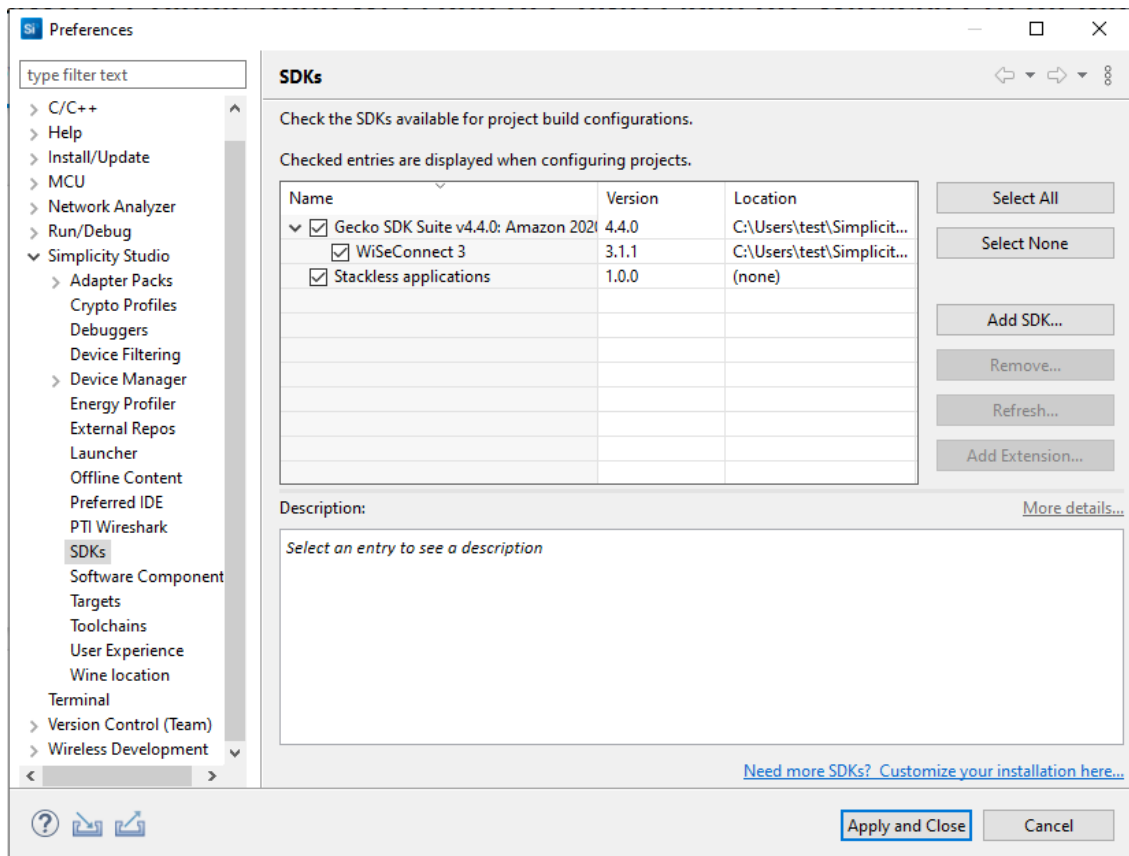 Si Preferences
type filter text
C/C++
Help
Install/Update
MCU
Network Analyzer
Run/Debug
Simplicity Studio
Adapter Packs
Crypto Profiles
Debuggers
Device Filtering
Device Manager
Energy Profiler
External Repos
Launcher
Offline Content
Preferred IDE
PTI Wireshark
SDKs
Software Component
Targets
Toolchains
User Experience
Wine location
Terminal
Version Control (Team)
Wireless Development
SDKs
Check the SDKs available for project build configurations.
Checked entries are displayed when configuring projects.
Name Version Location
Gecko SDK Suite v4.4.0: Amazon 202 4.4.0 C:\Users\test\Simplicit...
WiSeConnect 3 3.1.1 C:\Users\test\Simplicit...
Stackless applications 1.0.0 (none)
Select All
Select None
Add SDK...
Remove...
Refresh...
Add Extension...
Description: More details...
Select an entry to see a description
Need more SDKs? Customize your installation here...
? Apply and Close Cancel